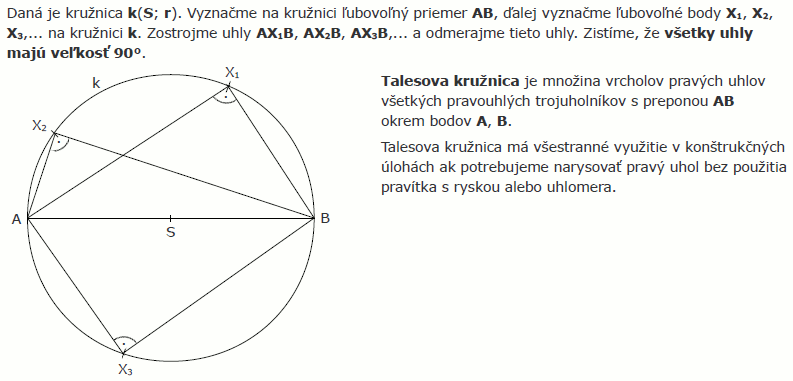 Daná je kružnica k(S; r). Vyznačme na kružnici ľubovoľný priemer AB, ďalej vyznačme ľubovoľné body X₁, X₂,
X₃,... na kružnici k. Zostrojme uhly AX₁B, AX₂B, AX₃B,... a odmerajme tieto uhly. Zistíme, že všetky uhly
majú veľkosť 90º.
k
X₁
X₂
A
S
B
X₃
Talesova kružnica je množina vrcholov pravých uhlov
všetkých pravouhlých trojuholníkov s preponou AB
okrem bodov A, B.
Talesova kružnica má všestranné využitie v konštrukčných
úlohách ak potrebujeme narysovať pravý uhol bez použitia
pravítka s ryskou alebo uhlomera.